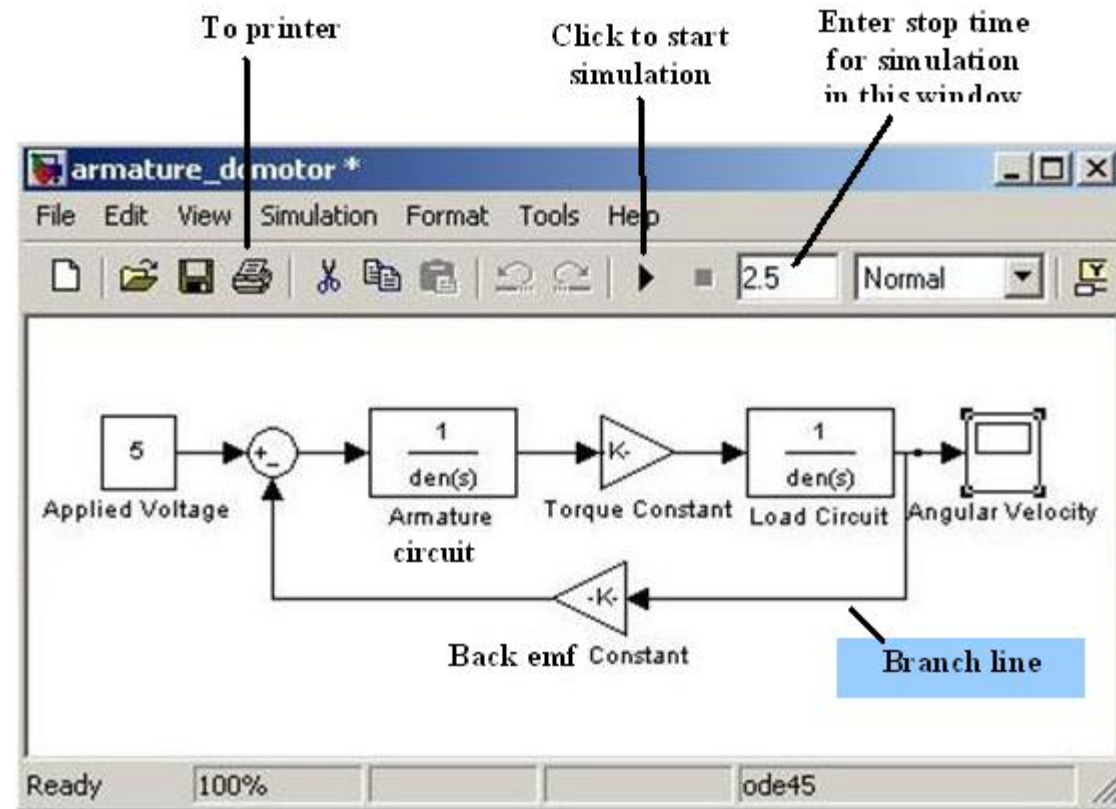 To printer
Click to start
simulation
Enter stop time
for simulation
in this window
armature_dcmotor *
File Edit View Simulation Format Tools Help
2.5 Normal
5
+
-
1
den(s)
K-
1
den(s)
Applied Voltage
Armature
circuit
Torque Constant
Load Circuit
Angular Velocity
-K-
Back emf Constant
Branch line
Ready 100% ode45